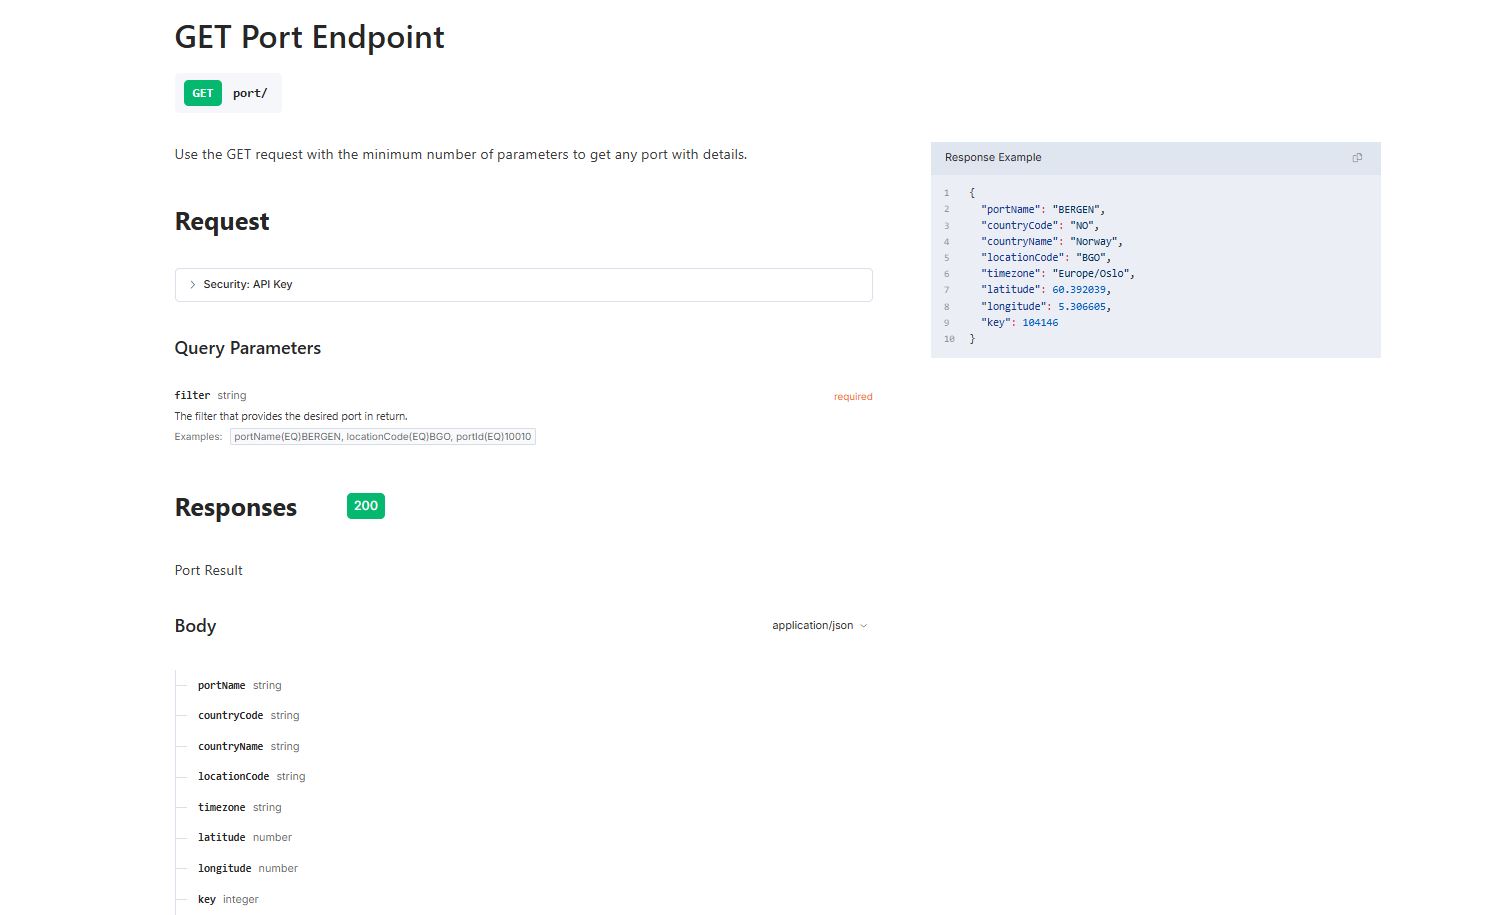 GET Port Endpoint
GET port/
Use the GET request with the minimum number of parameters to get any port with details.
Request
Security: API Key
Query Parameters
filter string required
The filter that provides the desired port in return.
Examples: portName(EQ)BERGEN, locationCode(EQ)BGO, portId(EQ)10010
Responses 200
Port Result
Body application/json
portName string
countryCode string
countryName string
locationCode string
timezone string
latitude number
longitude number
key integer
Response Example
1 {
2 "portName": "BERGEN",
3 "countryCode": "NO",
4 "countryName": "Norway",
5 "locationCode": "BGO",
6 "timezone": "Europe/Oslo",
7 "latitude": 60.392039,
8 "longitude": 5.306605,
9 "key": 104146
10 }